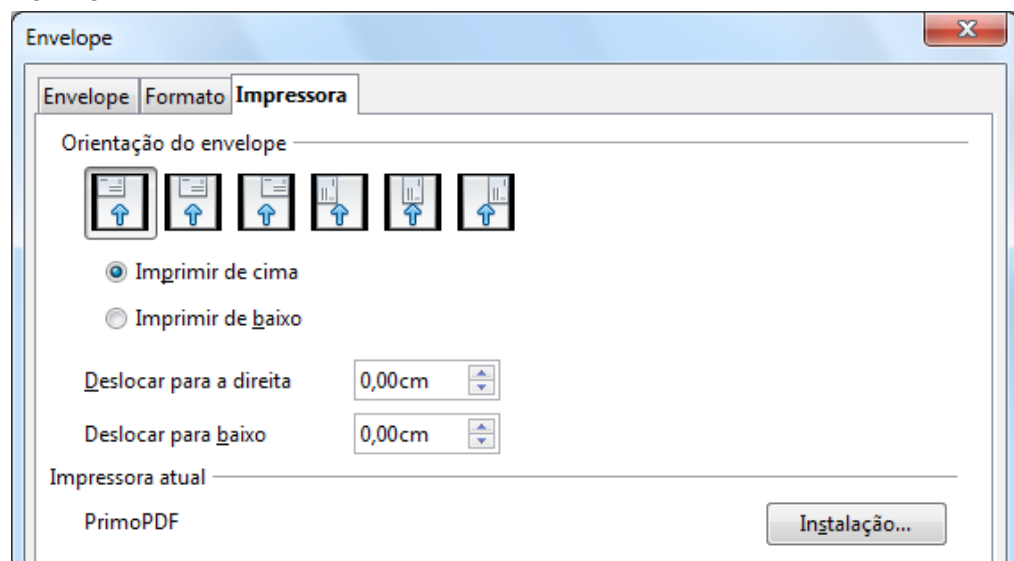 Envelope
Envelope Formato Impressora
Orientação do envelope
Imprimir de cima
Imprimir de baixo
Deslocar para a direita 0,00cm
Deslocar para baixo 0,00cm
Impressora atual
PrimoPDF Instalação...